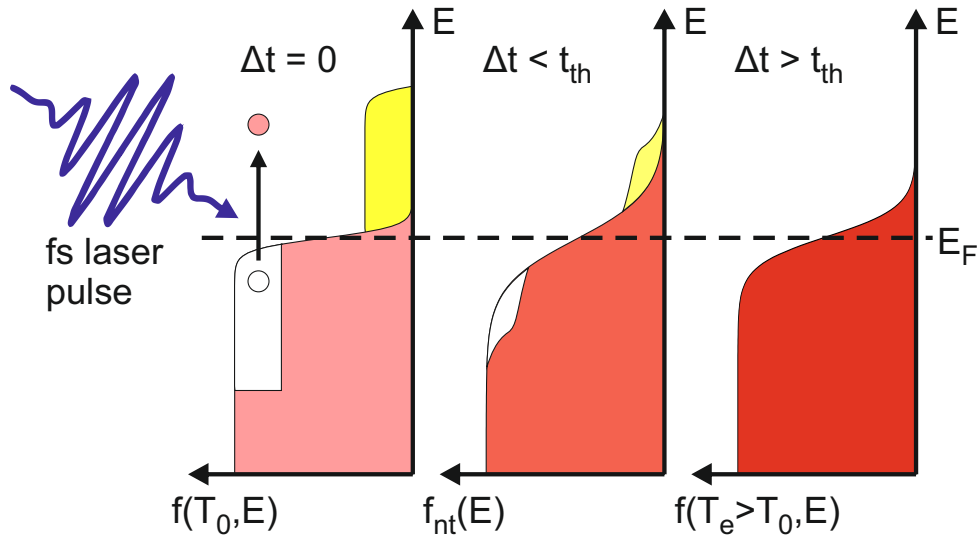 E
E
E
Δt = 0
Δt < t_th
Δt > t_th
fs laser
pulse
E_F
f(T_0,E)
f_nt(E)
f(T_e>T_0,E)